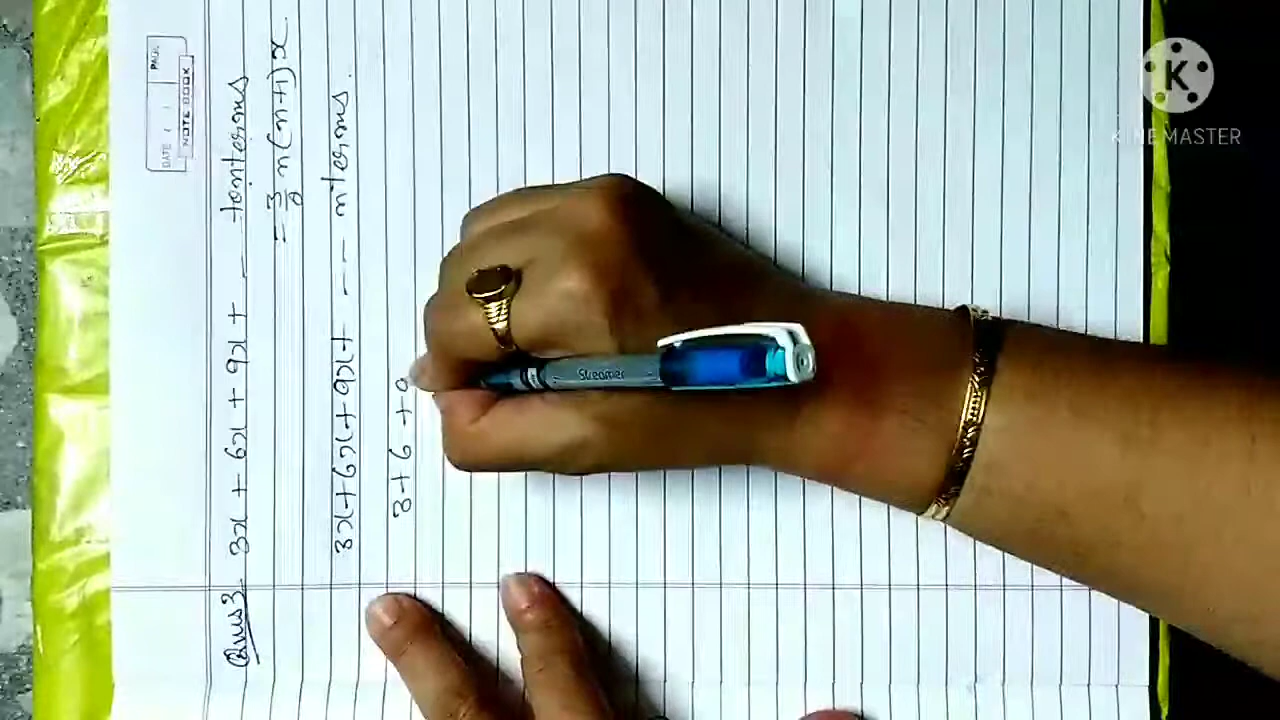 PAGE
DATE
NOTE BOOK
Ques3 3x + 6x + 9x + _ _ to n terms
= 3/2 n(n+1)x
3x+6x+9x+ - - - n terms.
3+6+9
Streamer
K
KINEMASTER